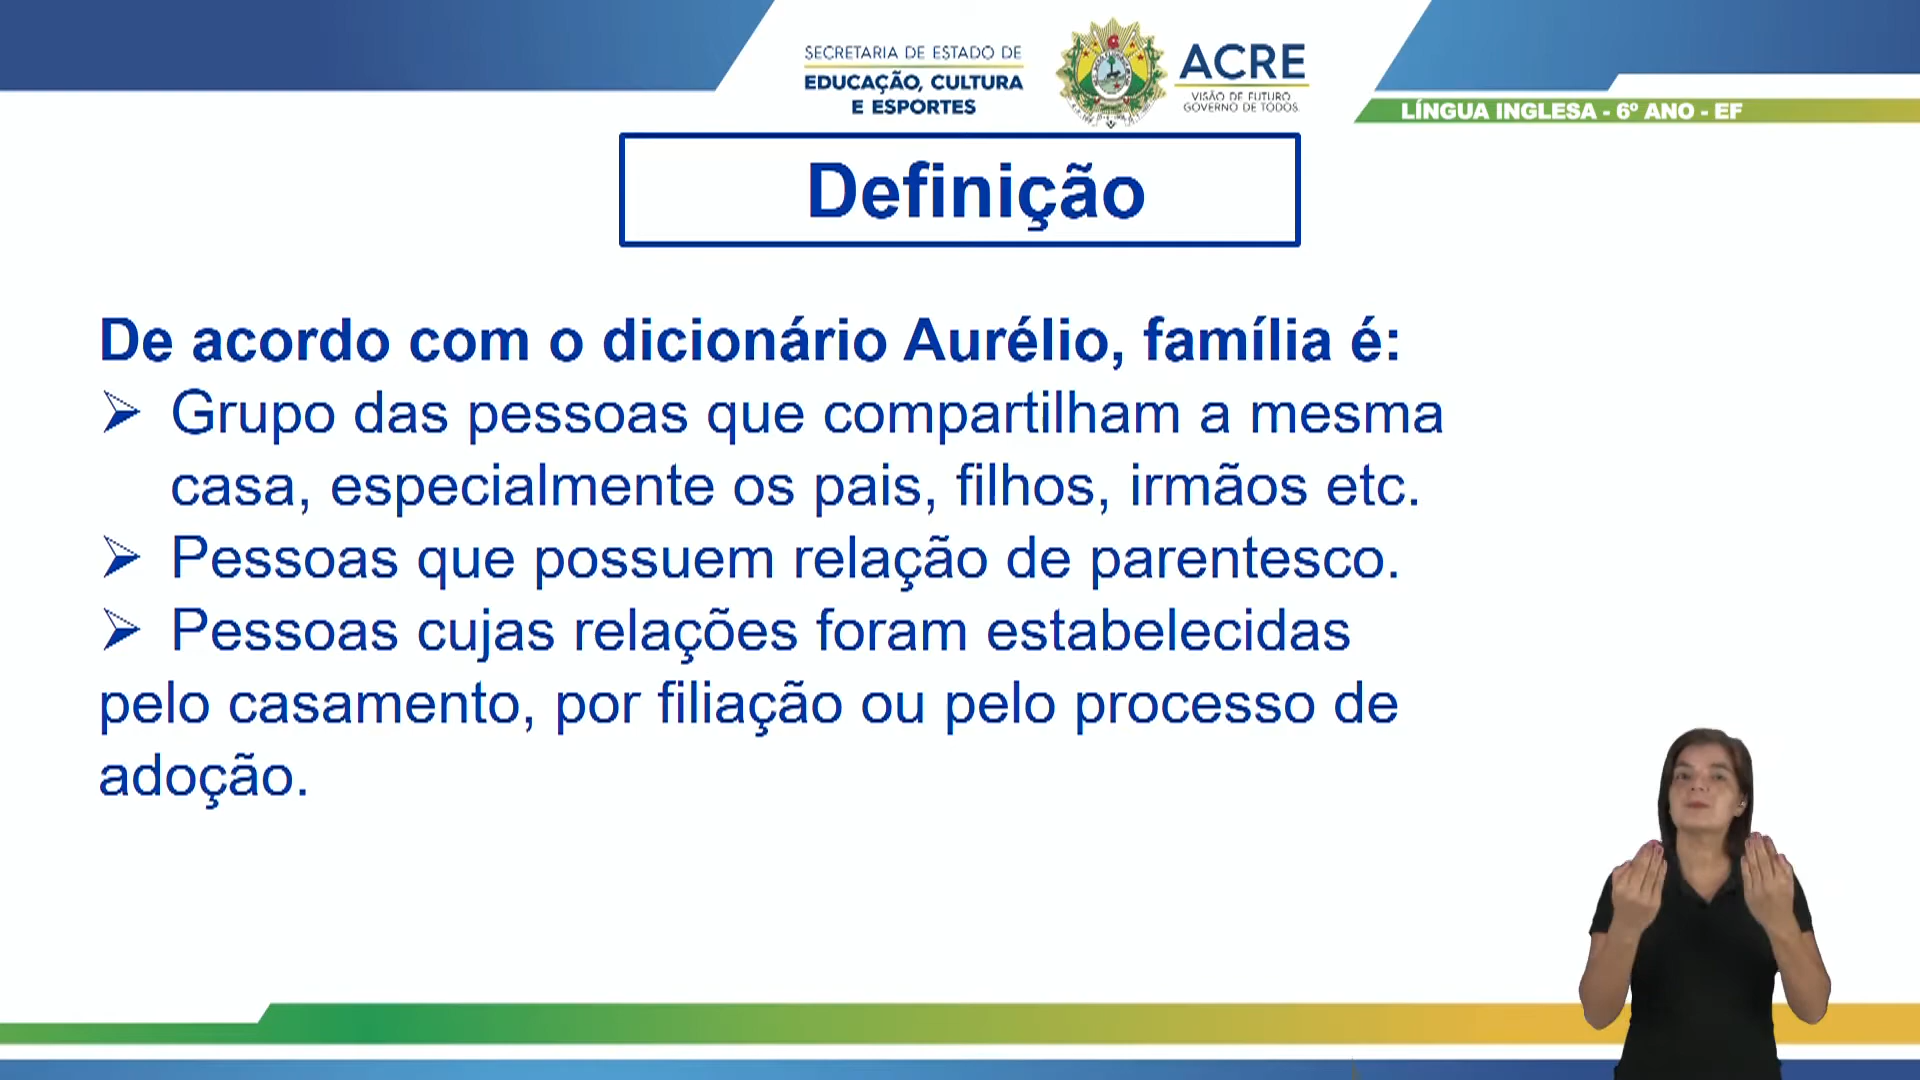 SECRETARIA DE ESTADO DE
EDUCAÇÃO, CULTURA
E ESPORTES
ACRE
VISÃO DE FUTURO
GOVERNO DE TODOS
LÍNGUA INGLESA - 6º ANO - EF
Definição
De acordo com o dicionário Aurélio, família é:
➢ Grupo das pessoas que compartilham a mesma
casa, especialmente os pais, filhos, irmãos etc.
➢ Pessoas que possuem relação de parentesco.
➢ Pessoas cujas relações foram estabelecidas
pelo casamento, por filiação ou pelo processo de
adoção.